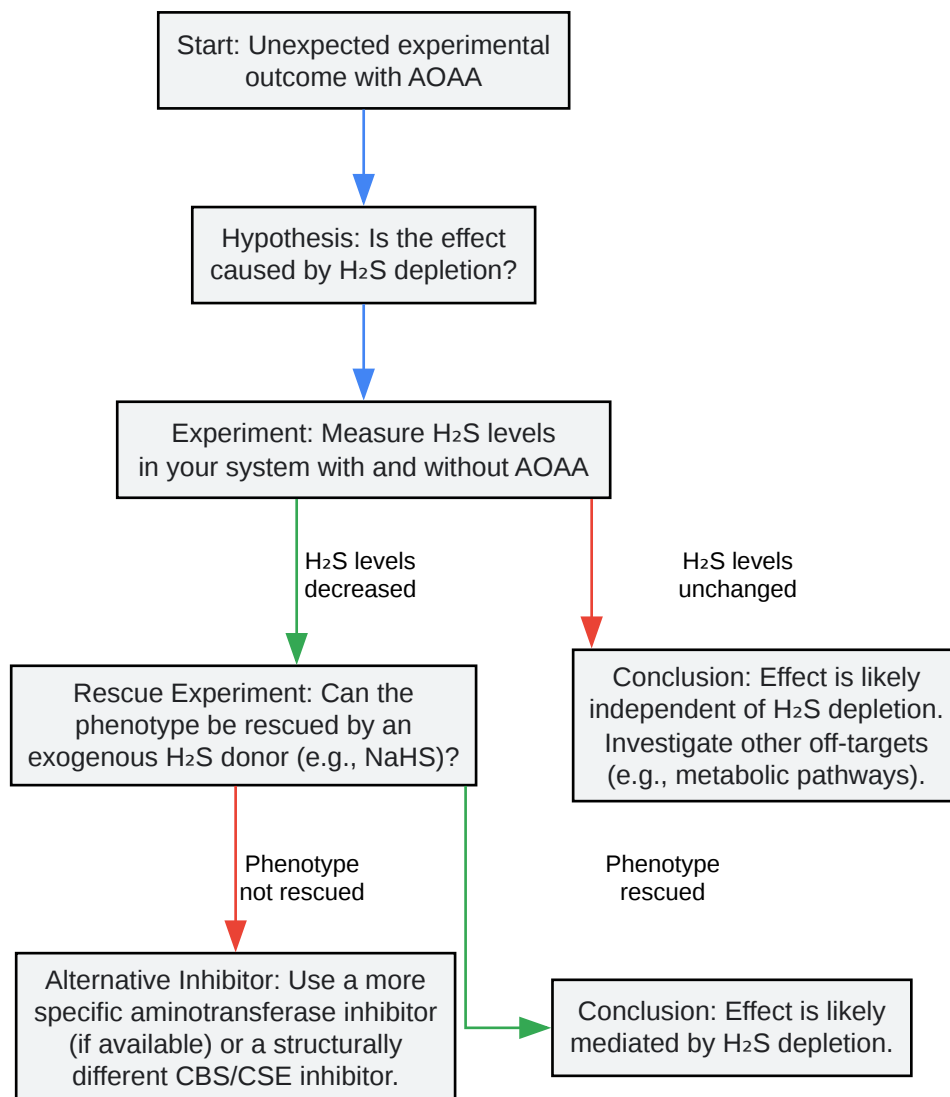 Start: Unexpected experimental
outcome with AOAA
Hypothesis: Is the effect
caused by H₂S depletion?
Experiment: Measure H₂S levels
in your system with and without AOAA
H₂S levels
decreased
H₂S levels
unchanged
Rescue Experiment: Can the
phenotype be rescued by an
exogenous H₂S donor (e.g., NaHS)?
Conclusion: Effect is likely
independent of H₂S depletion.
Investigate other off-targets
(e.g., metabolic pathways).
Phenotype
not rescued
Phenotype
rescued
Alternative Inhibitor: Use a more
specific aminotransferase inhibitor
(if available) or a structurally
different CBS/CSE inhibitor.
Conclusion: Effect is likely
mediated by H₂S depletion.